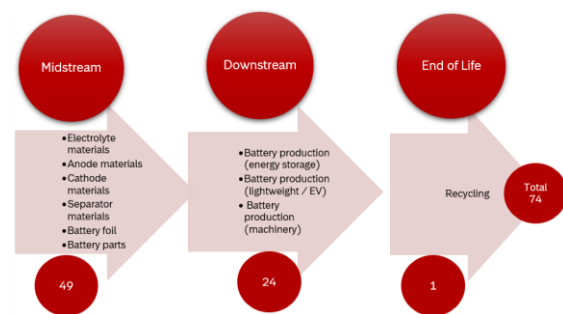 Midstream
Downstream
End of Life
•Electrolyte
materials
•Anode materials
•Cathode
materials
•Separator
materials
•Battery foil
•Battery parts
•Battery production
(energy storage)
•Battery production
(lightweight / EV)
• Battery
production
(machinery)
Recycling
Total
74
49
24
1